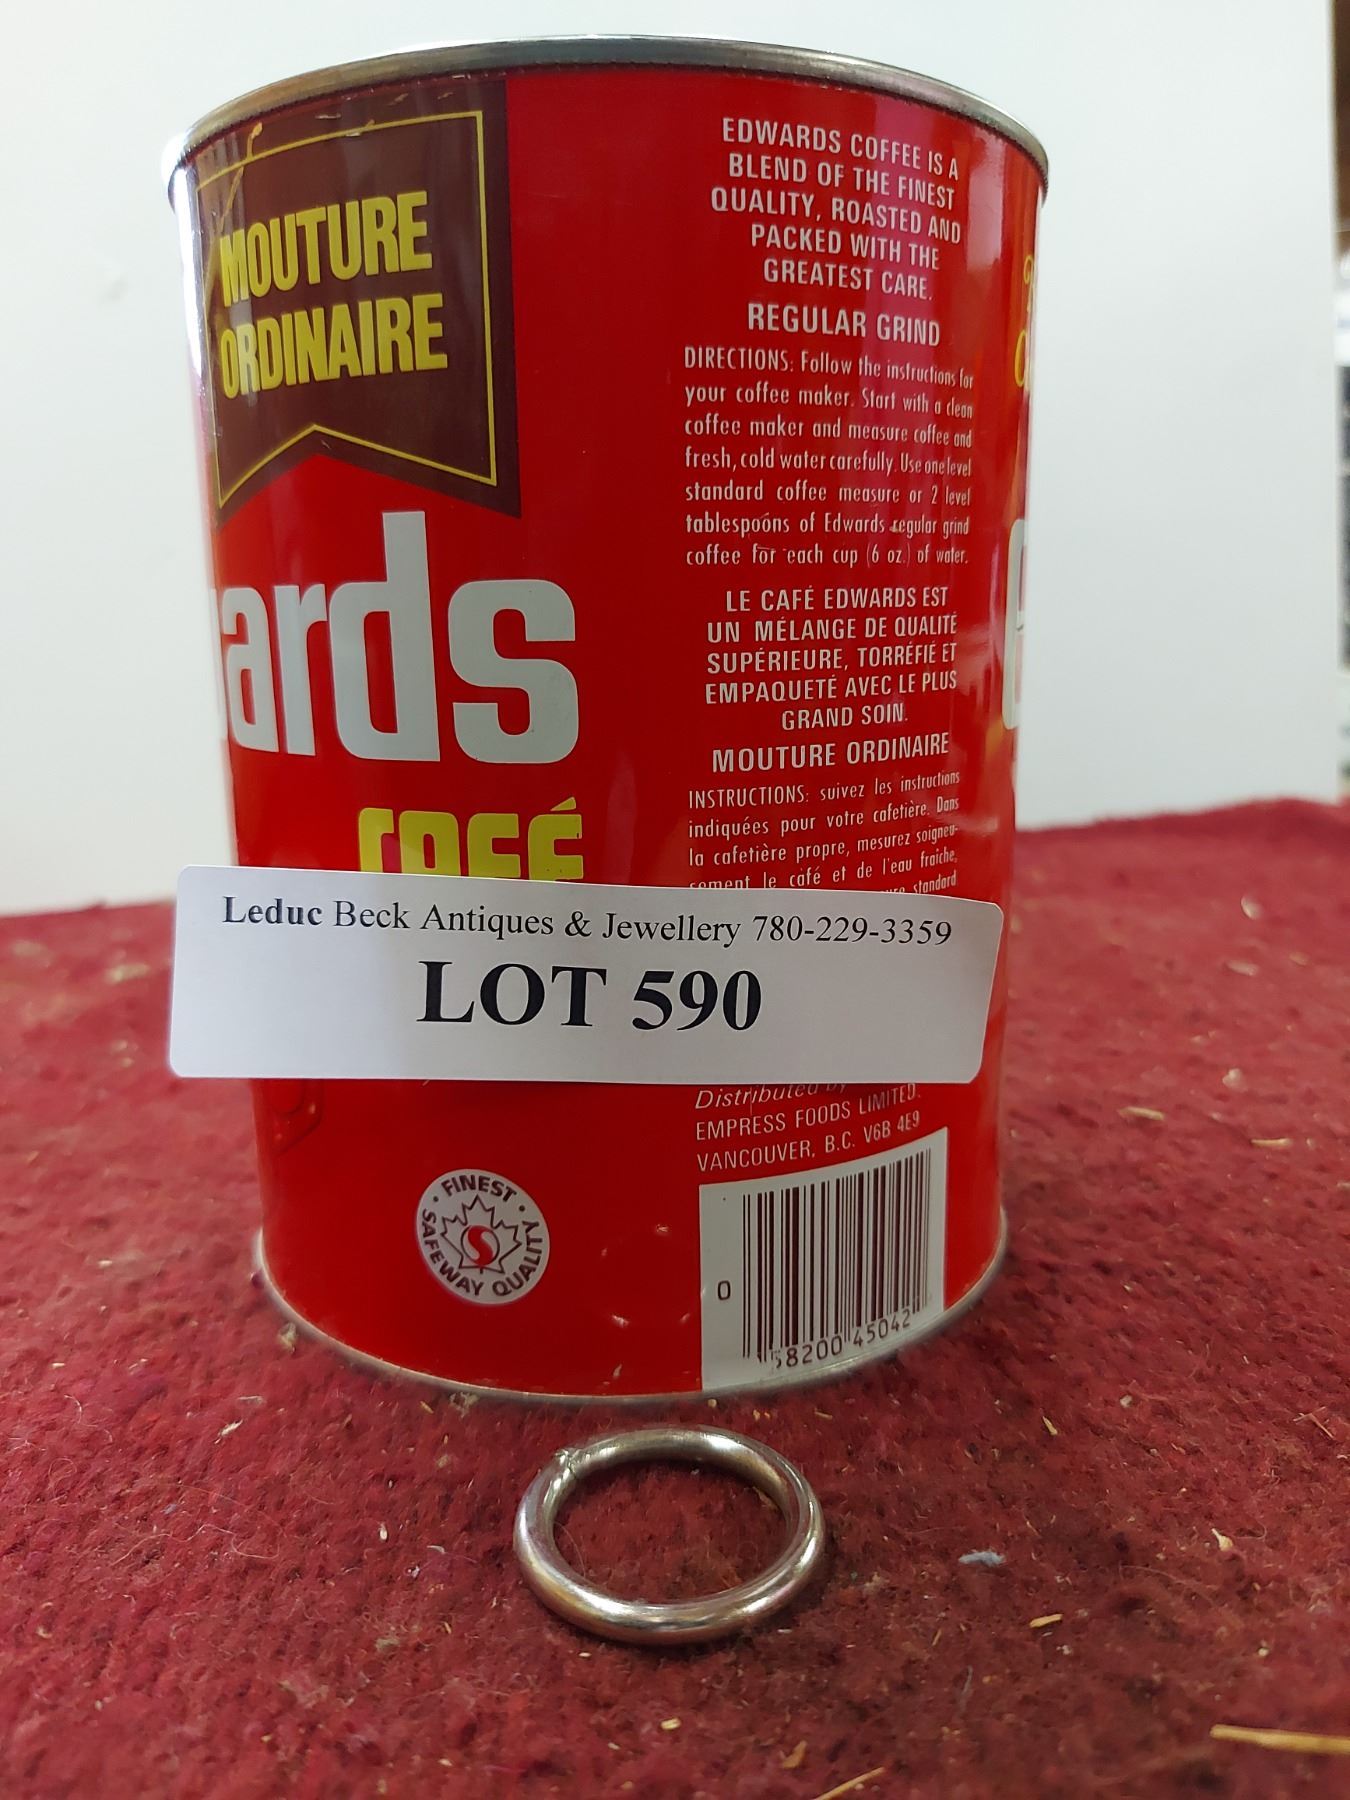 MOUTURE
ORDINAIRE
ards
CAFÉ
EDWARDS COFFEE IS A
BLEND OF THE FINEST
QUALITY, ROASTED AND
PACKED WITH THE
GREATEST CARE.
REGULAR GRIND
DIRECTIONS: Follow the instructions for
your coffee maker. Start with a clean
coffee maker and measure coffee and
fresh, cold water carefully. Use one level
standard coffee measure or 2 level
tablespoons of Edwards regular grind
coffee for each cup (6 oz.) of water.
LE CAFÉ EDWARDS EST
UN MÉLANGE DE QUALITÉ
SUPÉRIEURE, TORRÉFIÉ ET
EMPAQUETÉ AVEC LE PLUS
GRAND SOIN.
MOUTURE ORDINAIRE
INSTRUCTIONS: suivez les instructions
indiquées pour votre cafetière. Dans
la cafetière propre, mesurez soigneu-
sement le café et de l'eau fraîche,
standard
Leduc Beck Antiques & Jewellery 780-229-3359
LOT 590
Distributed by
EMPRESS FOODS LIMITED.
VANCOUVER, B.C. V6B 4E9
FINEST
SAFEWAY QUALITY
0 58200 45042